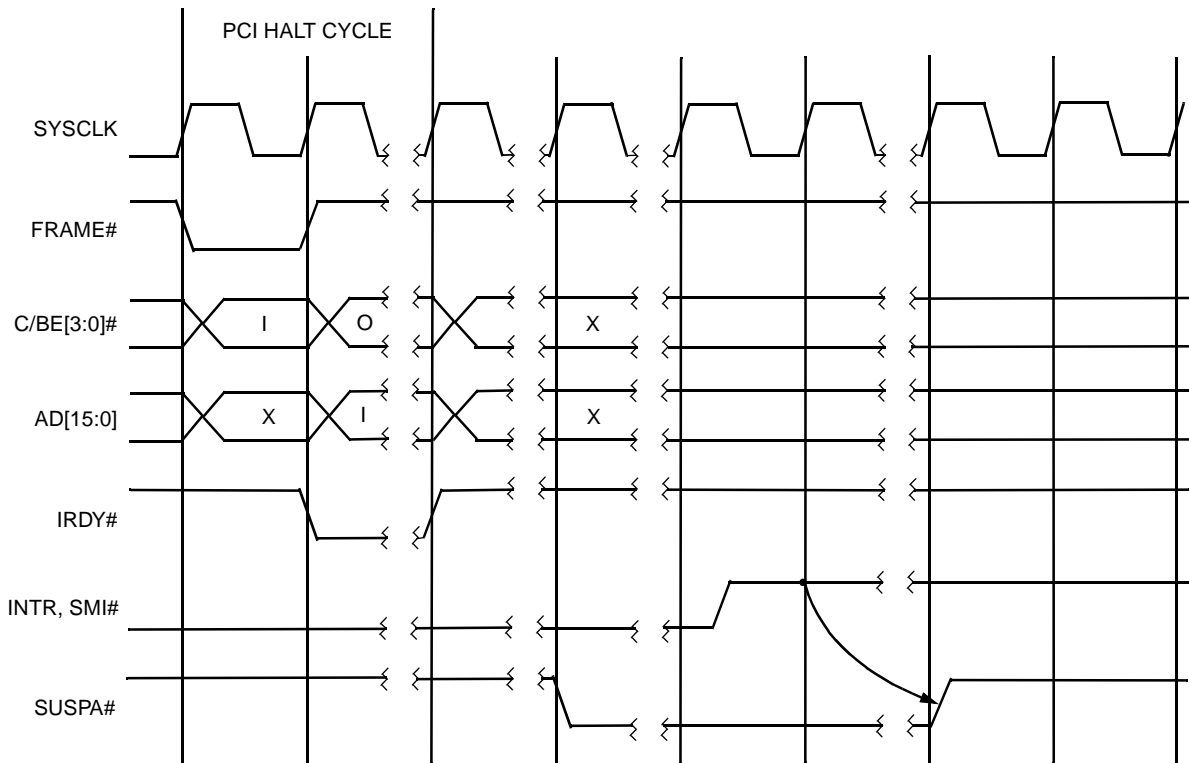 PCI HALT CYCLE
SYSCLK
FRAME#
C/BE[3:0]# I O X
AD[15:0] X I X
IRDY#
INTR, SMI#
SUSPA#